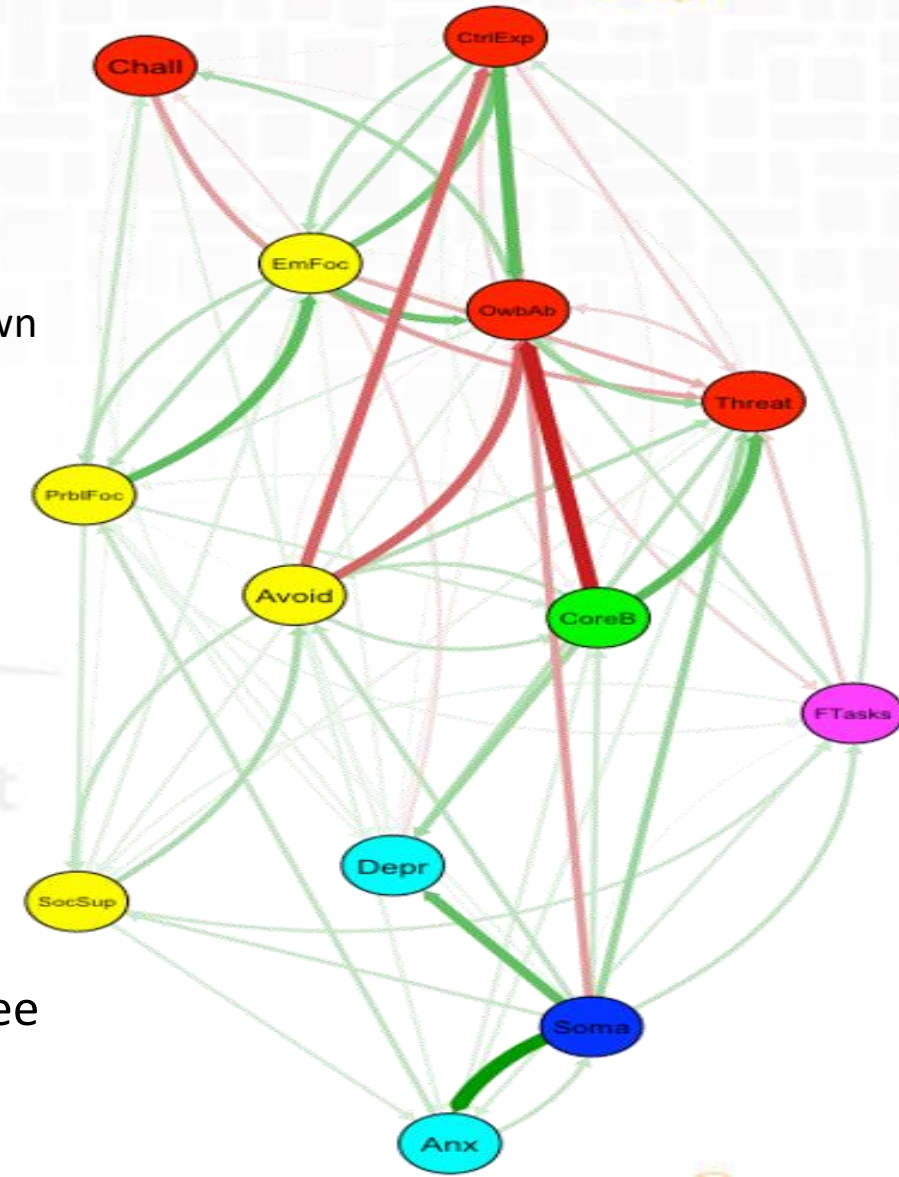 CtrlExp
Chall
EmFoc
OwbAb
wn
Threat
PrblFoc
Avoid
CoreB
FTasks
t
Depr
SocSup
ee
Soma
Anx